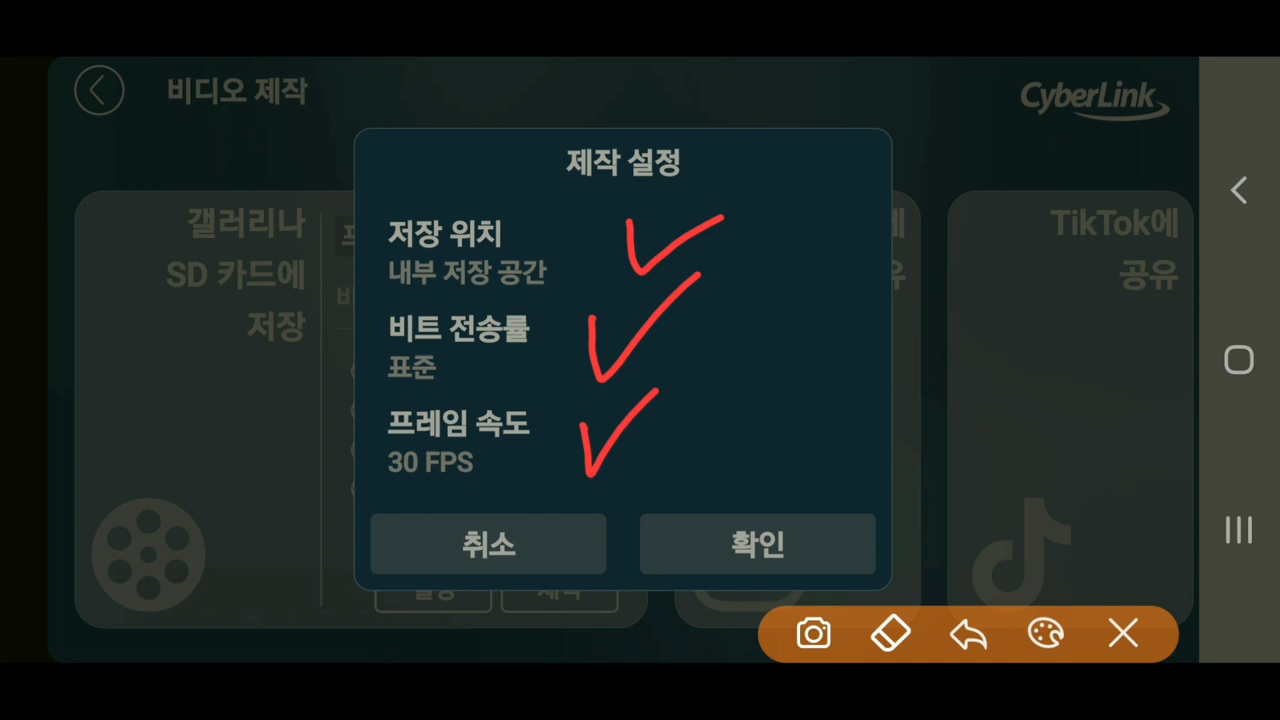 비디오 제작
CyberLink
제작 설정
저장 위치
내부 저장 공간
비트 전송률
표준
프레임 속도
30 FPS
취소
확인
갤러리나
SD 카드에
저장
TikTok에
공유